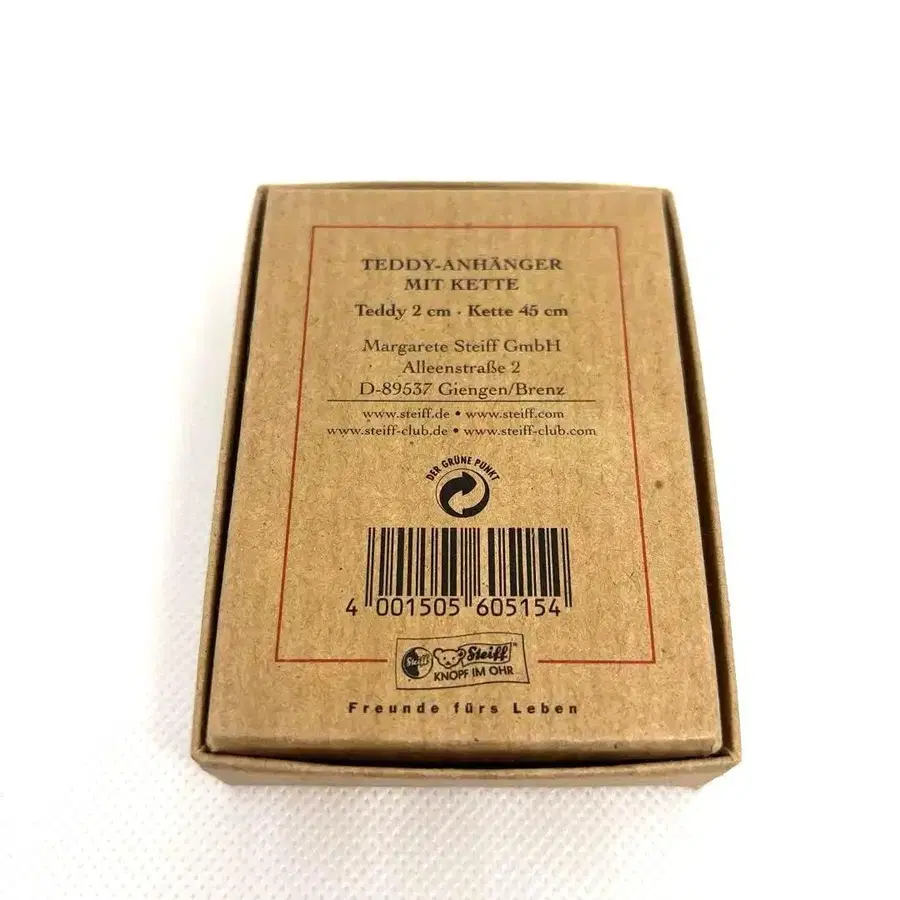 TEDDY-ANHÄNGER
MIT KETTE
Teddy 2 cm · Kette 45 cm
Margarete Steiff GmbH
Alleenstraße 2
D-89537 Giengen/Brenz
www.steiff.de • www.steiff.com
www.steiff-club.de • www.steiff-club.com
DER GRÜNE PUNKT
4 001505 605154
Steiff Steiff™
KNOPF IM OHR
Freunde fürs Leben